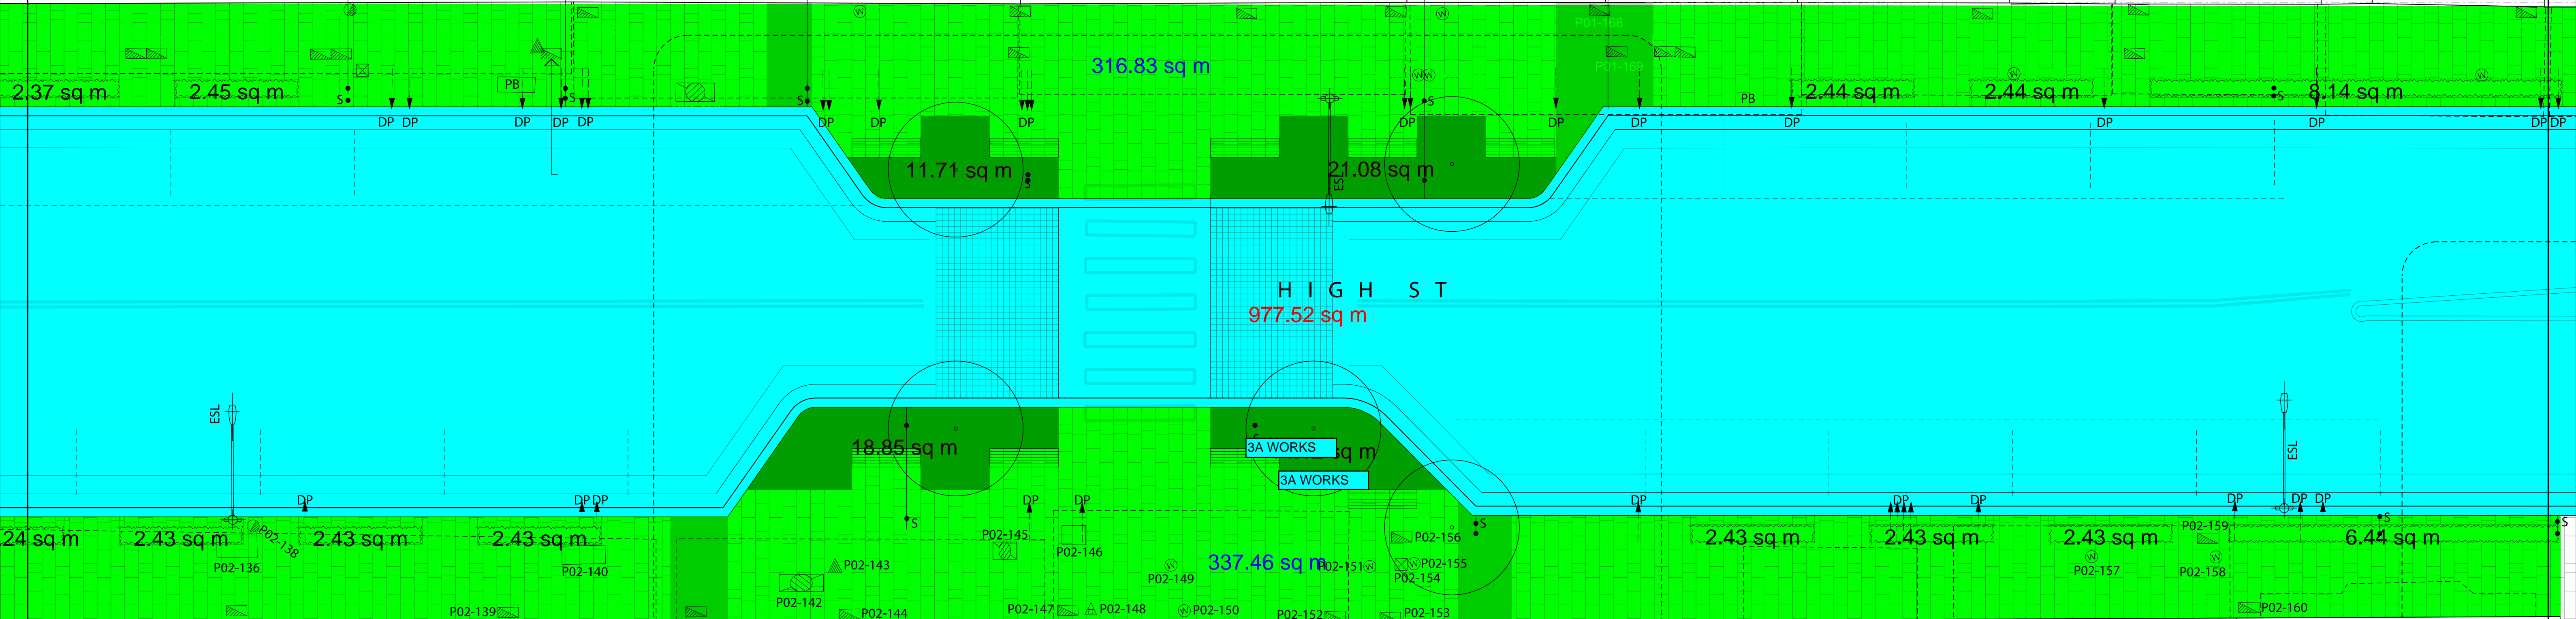 P01-168
316.83 sq m
P01-169
2.37 sq m
2.45 sq m
PB
S
S
S
S
S
PB
2.44 sq m
2.44 sq m
8.14 sq m
DP DP
DP
DP
DP
DP
DP
DP
DP
DP
DP
DP
DP
DP
DP DP
11.71 sq m
S
21.08 sq m
ESL
HIGH ST
977.52 sq m
ESL
18.85 sq m
3A WORKS
sq m
3A WORKS
ESL
DP
DP DP
DP
DP
DP
DP
DP
DP
DP
DP
S
S
S
S
24 sq m
2.43 sq m
2.43 sq m
2.43 sq m
P02-138
P02-136
P02-140
P02-139
P02-142
P02-143
P02-144
P02-145
P02-146
P02-147
P02-148
P02-149
P02-150
337.46 sq m
P02-151
P02-152
P02-153
P02-154
P02-155
P02-156
2.43 sq m
2.43 sq m
2.43 sq m
6.44 sq m
P02-157
P02-158
P02-159
P02-160